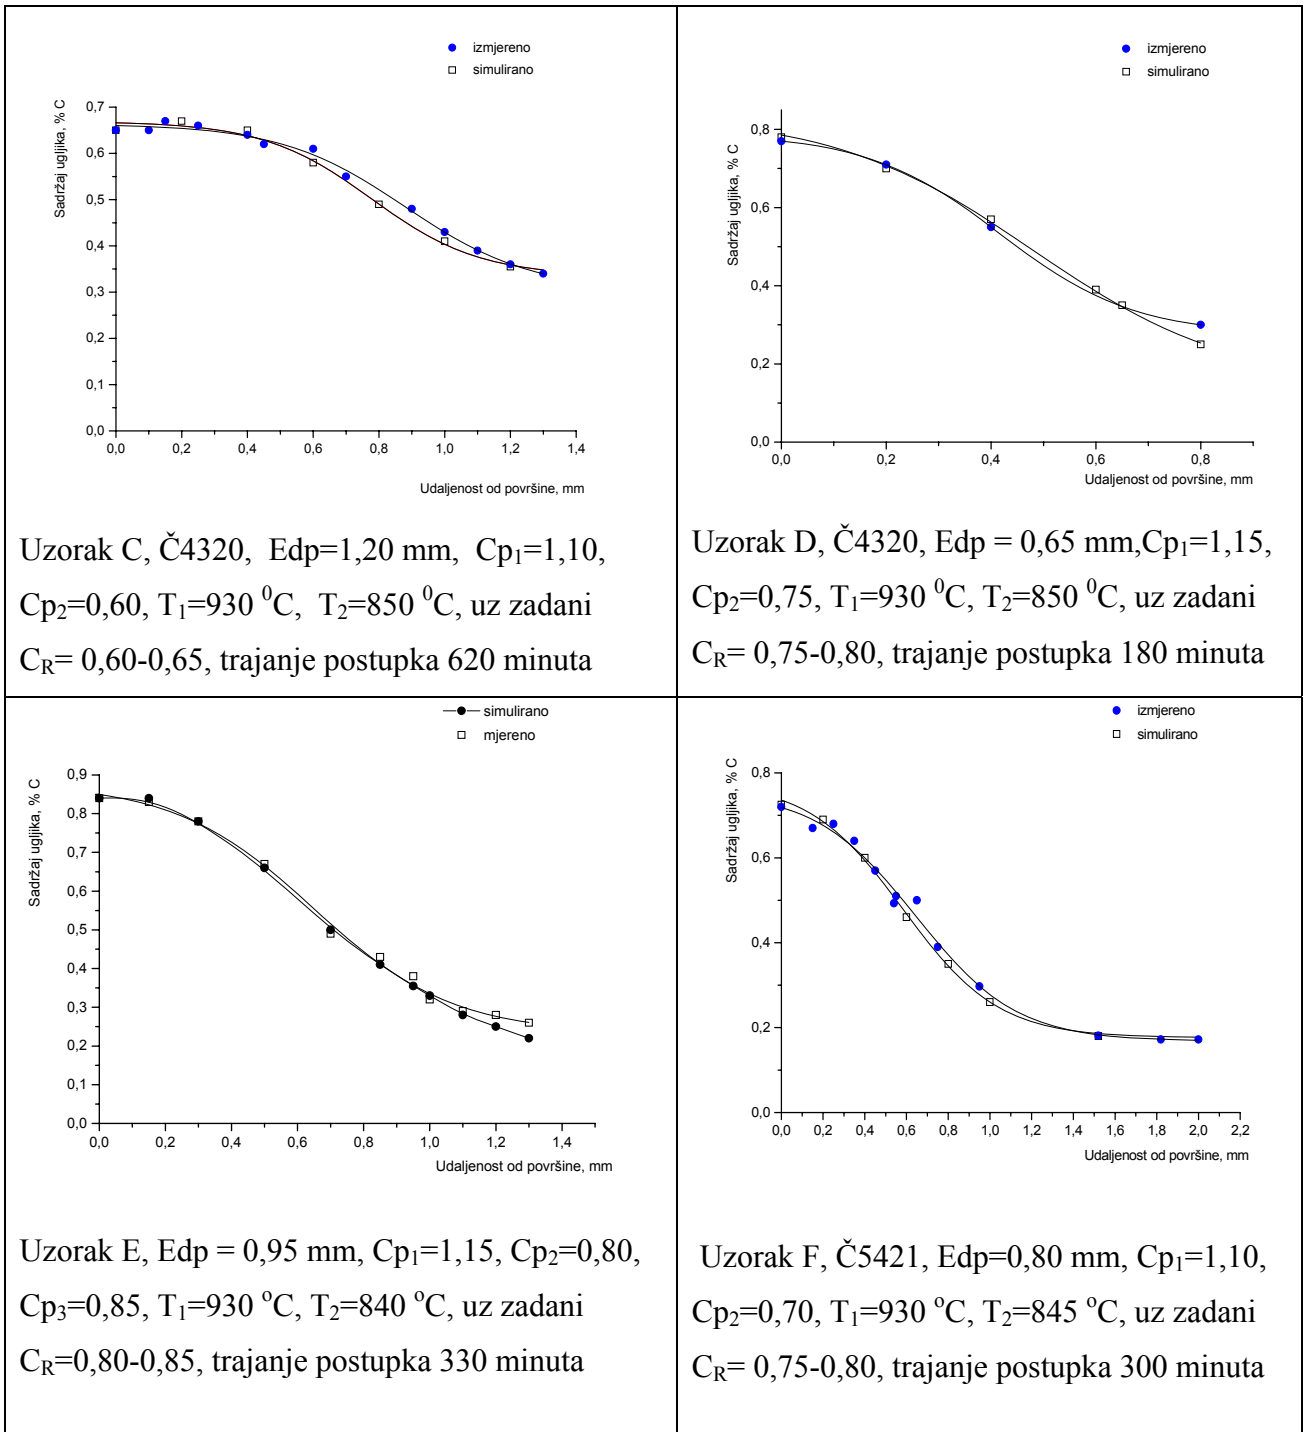 izmjereno
simulirano
Sadržaj ugljika, % C
0,7
0,6
0,5
0,4
0,3
0,2
0,1
0,0
0,0 0,2 0,4 0,6 0,8 1,0 1,2 1,4
Udaljenost od površine, mm
Uzorak C, Č4320, Edp=1,20 mm, Cp₁=1,10,
Cp₂=0,60, T₁=930 ⁰C, T₂=850 ⁰C, uz zadani
C_R= 0,60-0,65, trajanje postupka 620 minuta
izmjereno
simulirano
Sadržaj ugljika, % C
0,8
0,6
0,4
0,2
0,0
0,0 0,2 0,4 0,6 0,8
Udaljenost od površine, mm
Uzorak D, Č4320, Edp = 0,65 mm,Cp₁=1,15,
Cp₂=0,75, T₁=930 ⁰C, T₂=850 ⁰C, uz zadani
C_R= 0,75-0,80, trajanje postupka 180 minuta
simulirano
mjereno
Sadržaj ugljika, % C
0,9
0,8
0,7
0,6
0,5
0,4
0,3
0,2
0,1
0,0
0,0 0,2 0,4 0,6 0,8 1,0 1,2 1,4
Udaljenost od površine, mm
Uzorak E, Edp = 0,95 mm, Cp₁=1,15, Cp₂=0,80,
Cp₃=0,85, T₁=930 ᵒC, T₂=840 ᵒC, uz zadani
C_R=0,80-0,85, trajanje postupka 330 minuta
izmjereno
simulirano
Sadržaj ugljika, % C
0,8
0,6
0,4
0,2
0,0
0,0 0,2 0,4 0,6 0,8 1,0 1,2 1,4 1,6 1,8 2,0 2,2
Udaljenost od površine, mm
Uzorak F, Č5421, Edp=0,80 mm, Cp₁=1,10,
Cp₂=0,70, T₁=930 ᵒC, T₂=845 ᵒC, uz zadani
C_R= 0,75-0,80, trajanje postupka 300 minuta